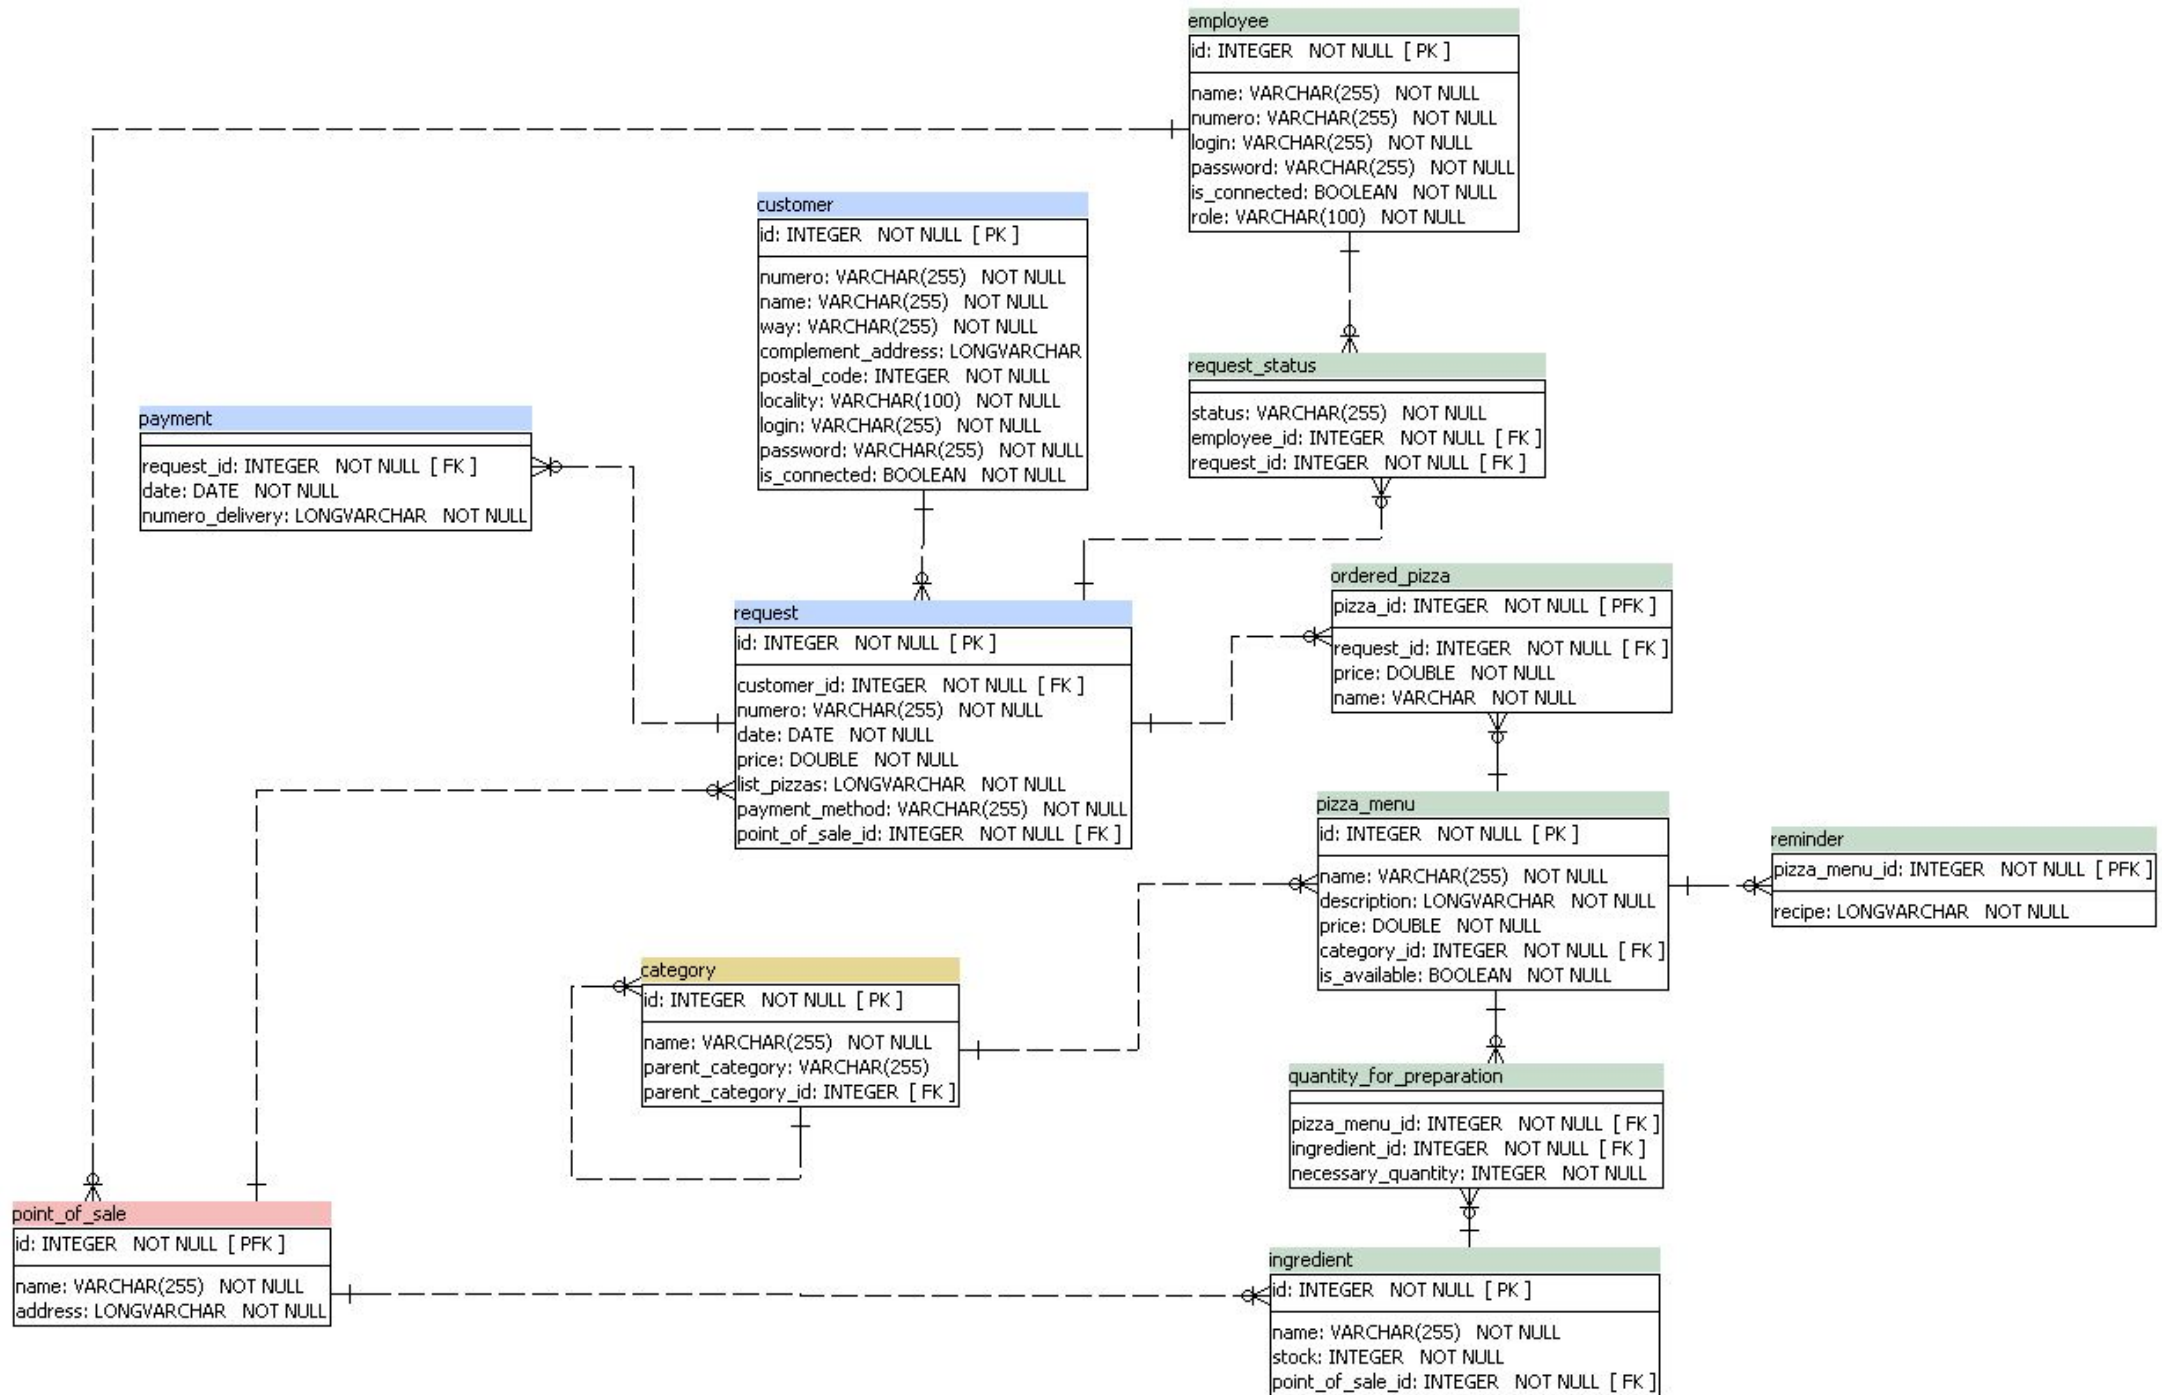 employee
id: INTEGER NOT NULL [ PK ]
name: VARCHAR(255) NOT NULL
numero: VARCHAR(255) NOT NULL
login: VARCHAR(255) NOT NULL
password: VARCHAR(255) NOT NULL
is_connected: BOOLEAN NOT NULL
role: VARCHAR(100) NOT NULL
customer
id: INTEGER NOT NULL [ PK ]
numero: VARCHAR(255) NOT NULL
name: VARCHAR(255) NOT NULL
way: VARCHAR(255) NOT NULL
complement_address: LONGVARCHAR
postal_code: INTEGER NOT NULL
locality: VARCHAR(100) NOT NULL
login: VARCHAR(255) NOT NULL
password: VARCHAR(255) NOT NULL
is_connected: BOOLEAN NOT NULL
request_status
status: VARCHAR(255) NOT NULL
employee_id: INTEGER NOT NULL [ FK ]
request_id: INTEGER NOT NULL [ FK ]
payment
request_id: INTEGER NOT NULL [ FK ]
date: DATE NOT NULL
numero_delivery: LONGVARCHAR NOT NULL
ordered_pizza
pizza_id: INTEGER NOT NULL [ PFK ]
request_id: INTEGER NOT NULL [ FK ]
price: DOUBLE NOT NULL
name: VARCHAR NOT NULL
request
id: INTEGER NOT NULL [ PK ]
customer_id: INTEGER NOT NULL [ FK ]
numero: VARCHAR(255) NOT NULL
date: DATE NOT NULL
price: DOUBLE NOT NULL
list_pizzas: LONGVARCHAR NOT NULL
payment_method: VARCHAR(255) NOT NULL
point_of_sale_id: INTEGER NOT NULL [ FK ]
pizza_menu
id: INTEGER NOT NULL [ PK ]
name: VARCHAR(255) NOT NULL
description: LONGVARCHAR NOT NULL
price: DOUBLE NOT NULL
category_id: INTEGER NOT NULL [ FK ]
is_available: BOOLEAN NOT NULL
reminder
pizza_menu_id: INTEGER NOT NULL [ PFK ]
recipe: LONGVARCHAR NOT NULL
category
id: INTEGER NOT NULL [ PK ]
name: VARCHAR(255) NOT NULL
parent_category: VARCHAR(255)
parent_category_id: INTEGER [ FK ]
quantity_for_preparation
pizza_menu_id: INTEGER NOT NULL [ FK ]
ingredient_id: INTEGER NOT NULL [ FK ]
necessary_quantity: INTEGER NOT NULL
point_of_sale
id: INTEGER NOT NULL [ PFK ]
name: VARCHAR(255) NOT NULL
address: LONGVARCHAR NOT NULL
ingredient
id: INTEGER NOT NULL [ PK ]
name: VARCHAR(255) NOT NULL
stock: INTEGER NOT NULL
point_of_sale_id: INTEGER NOT NULL [ FK ]